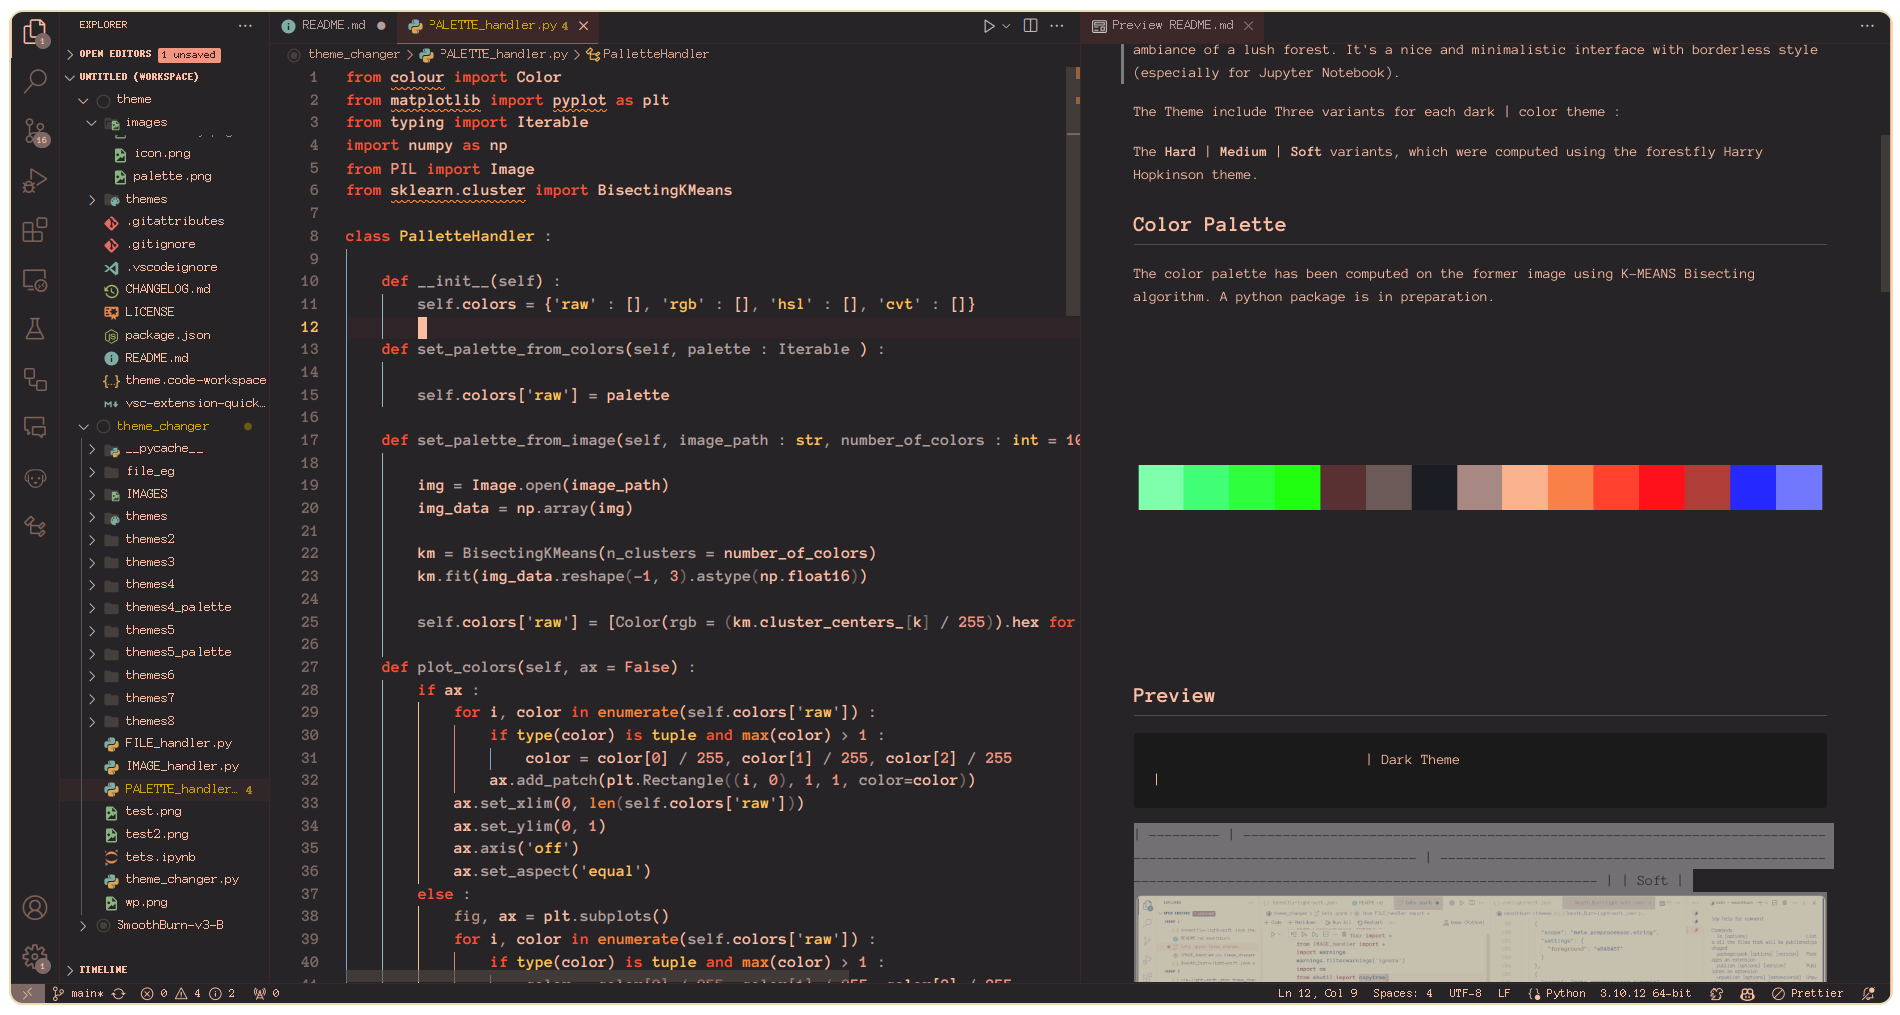 EXPLORER
OPEN EDITORS 1 unsaved
UNTITLED (WORKSPACE)
theme
images
icon.png
palette.png
themes
.gitattributes
.gitignore
.vscodeignore
CHANGELOG.md
LICENSE
package.json
README.md
theme.code-workspace
vsc-extension-quick…
theme_changer
__pycache__
file_eg
IMAGES
themes
themes2
themes3
themes4
themes4_palette
themes5
themes5_palette
themes6
themes7
themes8
FILE_handler.py
IMAGE_handler.py
PALETTE_handler… 4
test.png
test2.png
tets.ipynb
theme_changer.py
wp.png
SmoothBurn-v3-B
TIMELINE
README.md
PALETTE_handler.py 4
theme_changer > PALETTE_handler.py > PalletteHandler
1 from colour import Color
2 from matplotlib import pyplot as plt
3 from typing import Iterable
4 import numpy as np
5 from PIL import Image
6 from sklearn.cluster import BisectingKMeans
7
8 class PalletteHandler :
9
10 def __init__(self) :
11 self.colors = {'raw' : [], 'rgb' : [], 'hsl' : [], 'cvt' : []}
12
13 def set_palette_from_colors(self, palette : Iterable ) :
14
15 self.colors['raw'] = palette
16
17 def set_palette_from_image(self, image_path : str, number_of_colors : int = 10
18
19 img = Image.open(image_path)
20 img_data = np.array(img)
21
22 km = BisectingKMeans(n_clusters = number_of_colors)
23 km.fit(img_data.reshape(-1, 3).astype(np.float16))
24
25 self.colors['raw'] = [Color(rgb = (km.cluster_centers_[k] / 255)).hex for
26
27 def plot_colors(self, ax = False) :
28 if ax :
29 for i, color in enumerate(self.colors['raw']) :
30 if type(color) is tuple and max(color) > 1 :
31 color = color[0] / 255, color[1] / 255, color[2] / 255
32 ax.add_patch(plt.Rectangle((i, 0), 1, 1, color=color))
33 ax.set_xlim(0, len(self.colors['raw']))
34 ax.set_ylim(0, 1)
35 ax.axis('off')
36 ax.set_aspect('equal')
37 else :
38 fig, ax = plt.subplots()
39 for i, color in enumerate(self.colors['raw']) :
40 if type(color) is tuple and max(color) > 1 :
Preview README.md
ambiance of a lush forest. It's a nice and minimalistic interface with borderless style
(especially for Jupyter Notebook).
The Theme include Three variants for each dark | color theme :
The Hard | Medium | Soft variants, which were computed using the forestfly Harry
Hopkinson theme.
Color Palette
The color palette has been computed on the former image using K-MEANS Bisecting
algorithm. A python package is in preparation.
Preview
| Dark Theme
|
| | Soft |
main* 0 4 2 0
Ln 12, Col 9 Spaces: 4 UTF-8 LF Python 3.10.12 64-bit Prettier